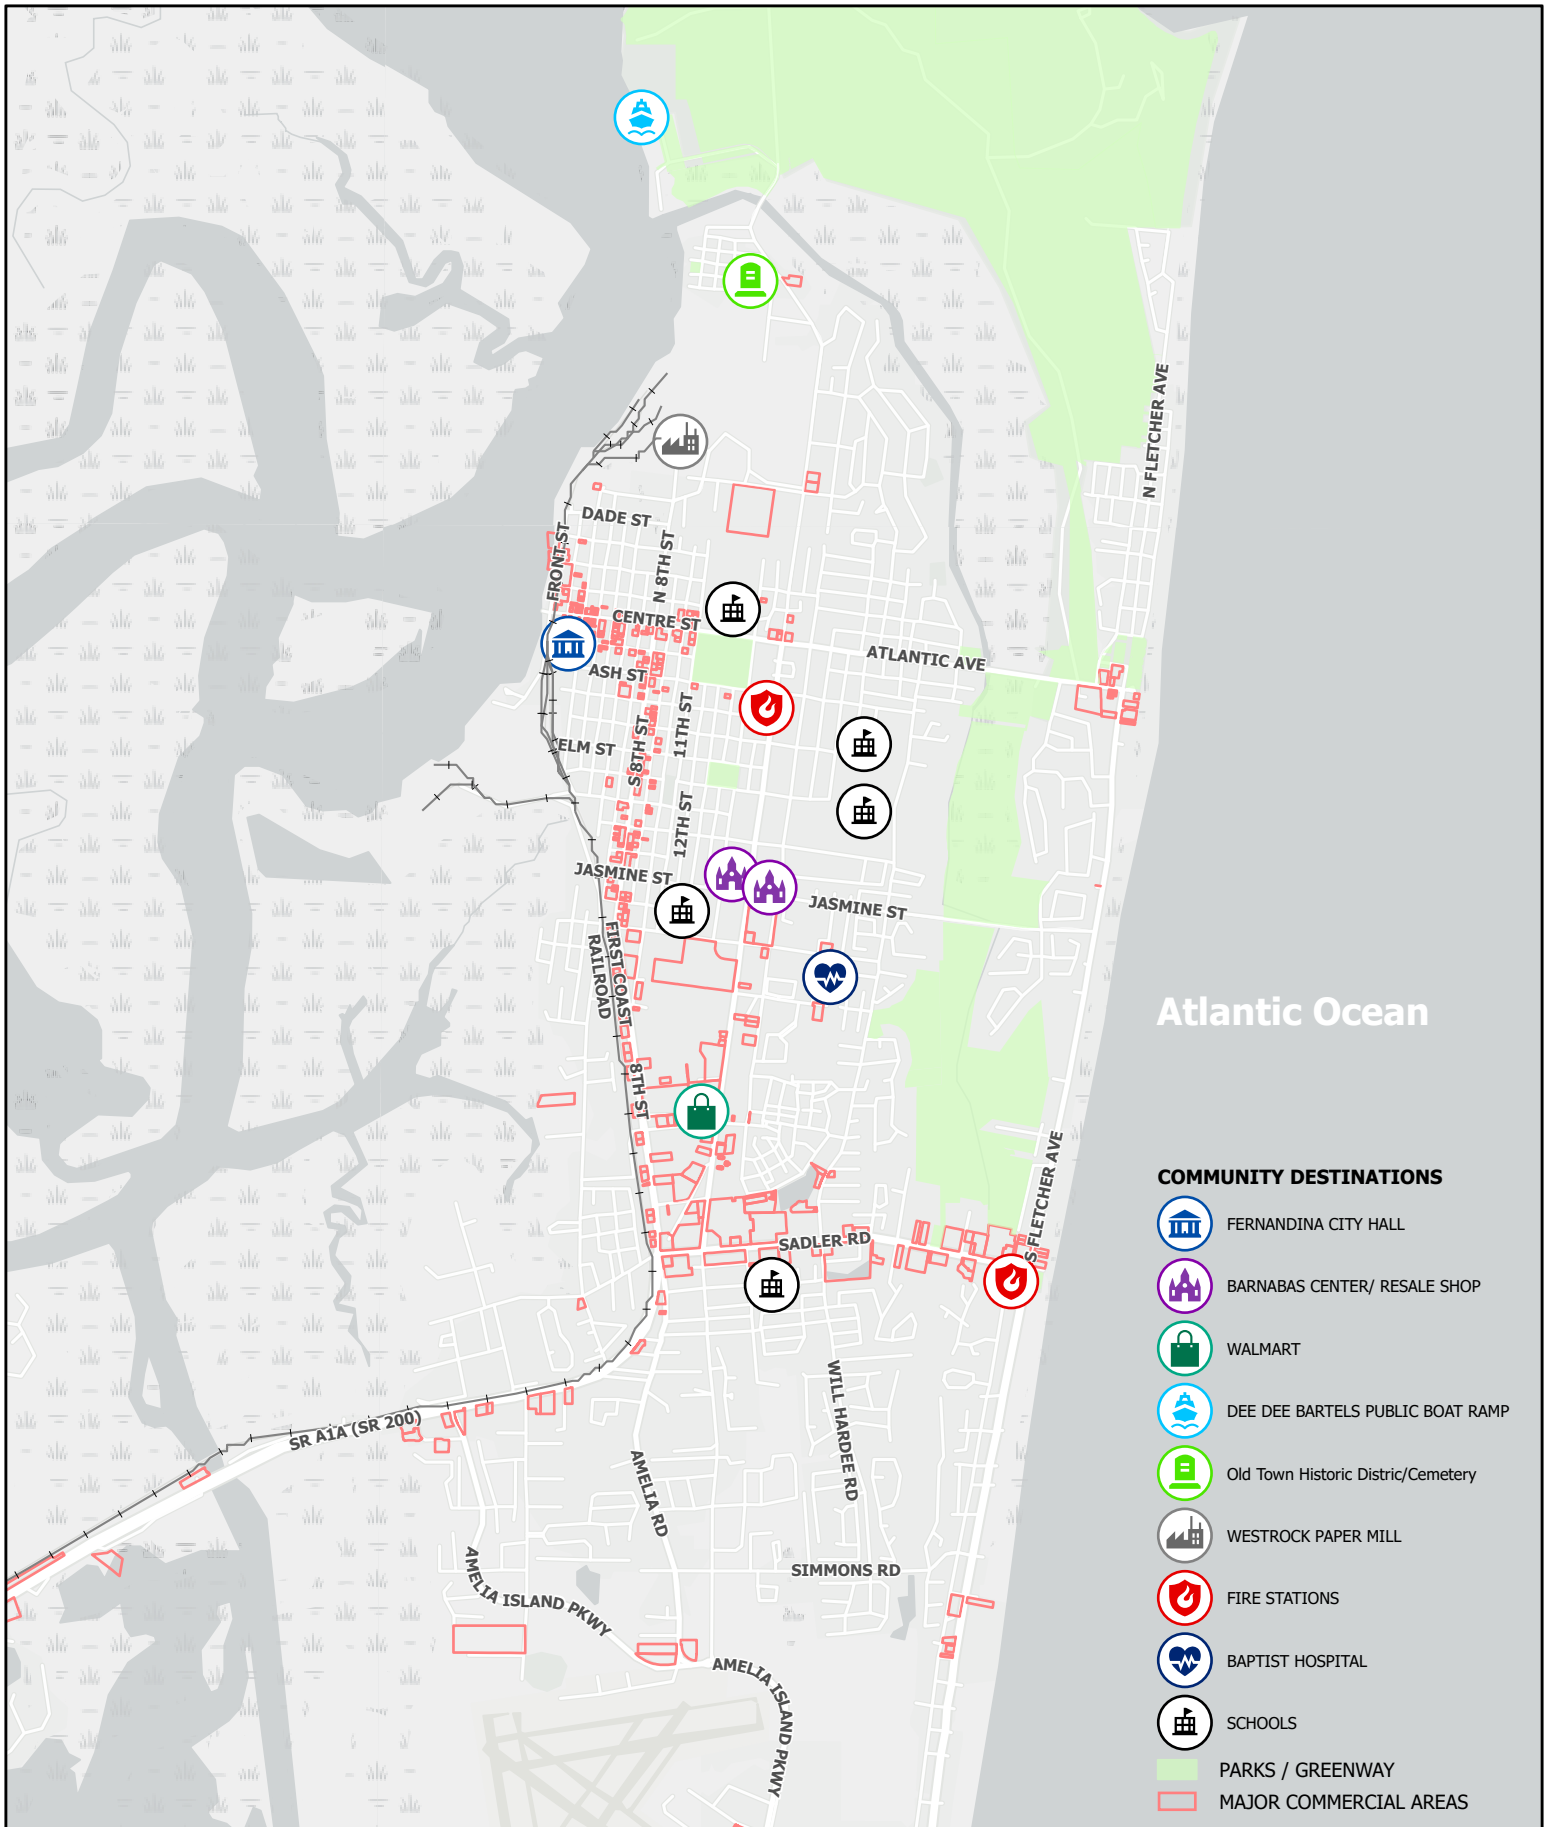 N FLETCHER AVE
DADE ST
FRONT ST
N 8TH ST
CENTRE ST
ATLANTIC AVE
ASH ST
11TH ST
S 8TH ST
ELM ST
12TH ST
JASMINE ST
JASMINE ST
FIRST COAST
RAILROAD
Atlantic Ocean
8TH ST
S FLETCHER AVE
SADLER RD
WILL HARDEE RD
SR A1A (SR 200)
AMELIA RD
SIMMONS RD
AMELIA ISLAND PKWY
AMELIA ISLAND PKWY
COMMUNITY DESTINATIONS
FERNANDINA CITY HALL
BARNABAS CENTER/ RESALE SHOP
WALMART
DEE DEE BARTELS PUBLIC BOAT RAMP
Old Town Historic Distric/Cemetery
WESTROCK PAPER MILL
FIRE STATIONS
BAPTIST HOSPITAL
SCHOOLS
PARKS / GREENWAY
MAJOR COMMERCIAL AREAS